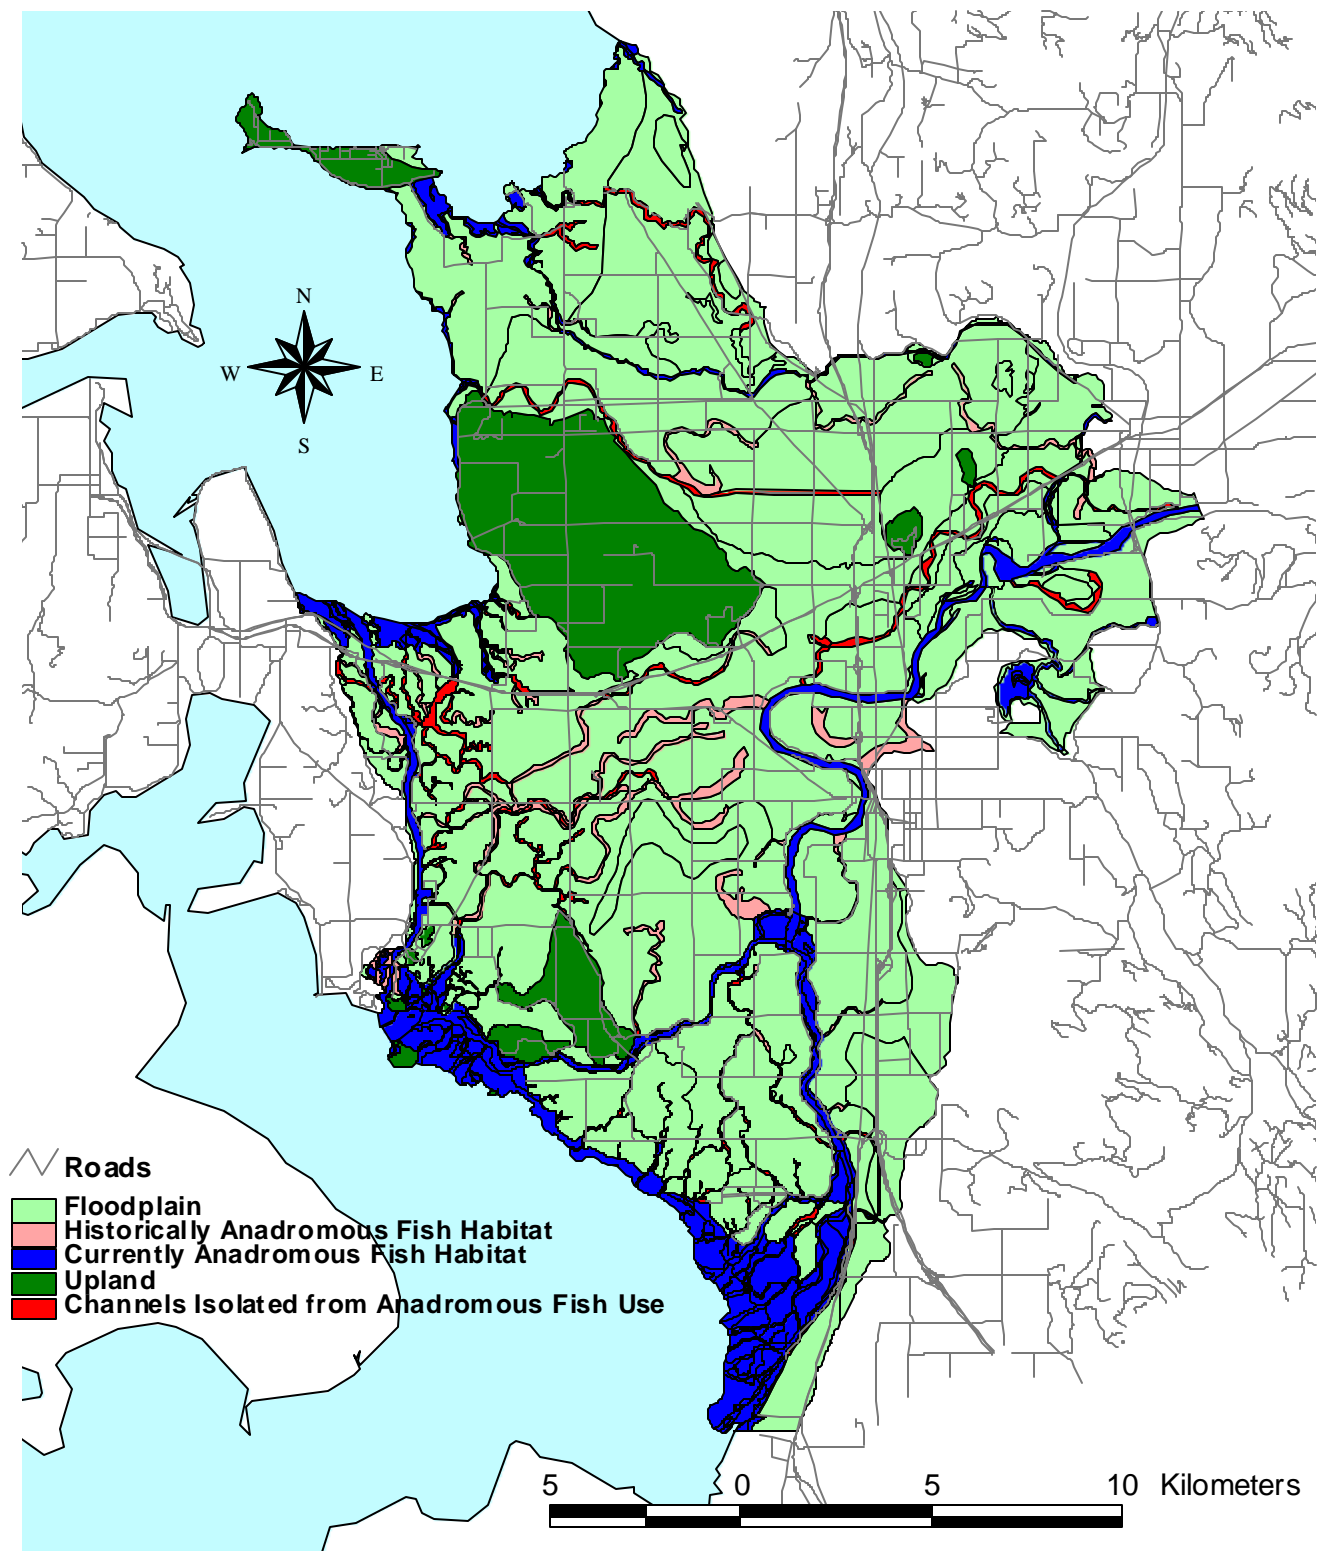 N
W E
S
Roads
Floodplain
Historically Anadromous Fish Habitat
Currently Anadromous Fish Habitat
Upland
Channels Isolated from Anadromous Fish Use
5 0 5 10 Kilometers